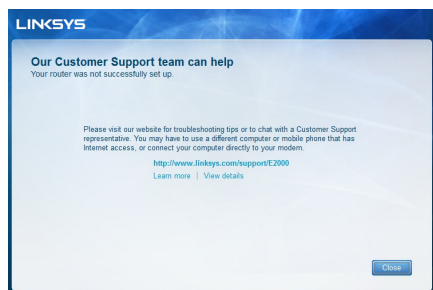 LINKSYS
Our Customer Support team can help
Your router was not successfully set up.
Please visit our website for troubleshooting tips or to chat with a Customer Support
representative. You may have to use a different computer or mobile phone that has
Internet access, or connect your computer directly to your modem.
http://www.linksys.com/support/E2000
Learn more | View details
Close